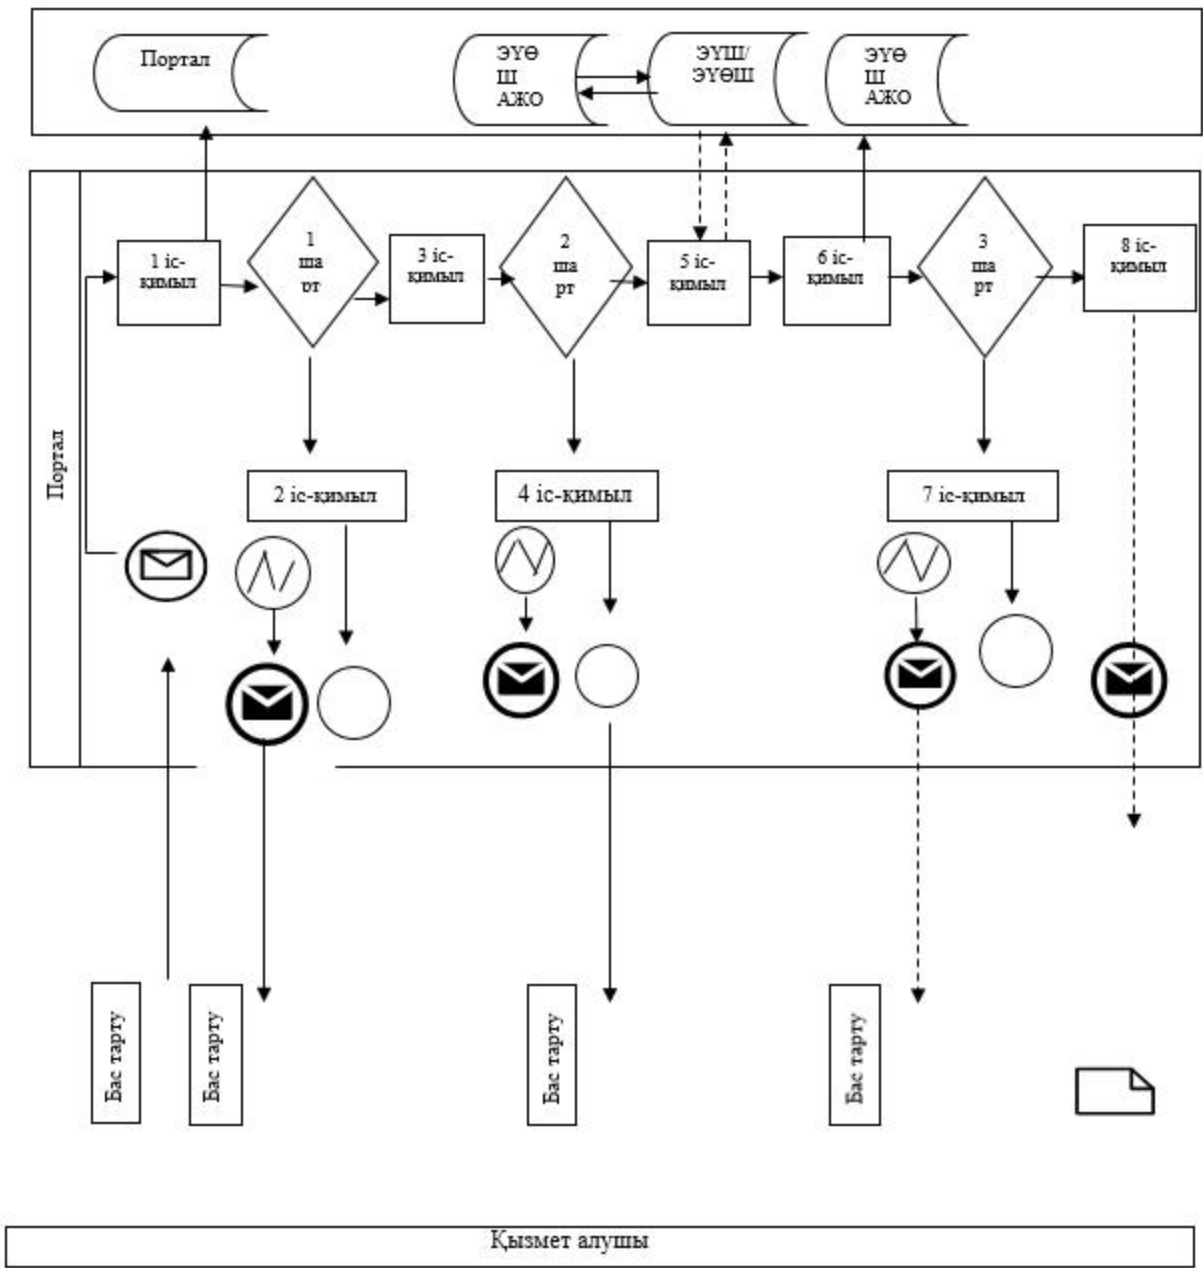 Портал
ЭҮӨ
Ш
АЖО
ЭҮШ/
ЭҮӨШ
ЭҮӨ
Ш
АЖО
1 іс-
қимыл
1
ша
рт
3 іс-
қимыл
2
ша
рт
5 іс-
қимыл
6 іс-
қимыл
3
ша
рт
8 іс-
қимыл
Портал
2 іс-қимыл
4 іс-қимыл
7 іс-қимыл
Бас тарту
Бас тарту
Бас тарту
Бас тарту
Қызмет алушы